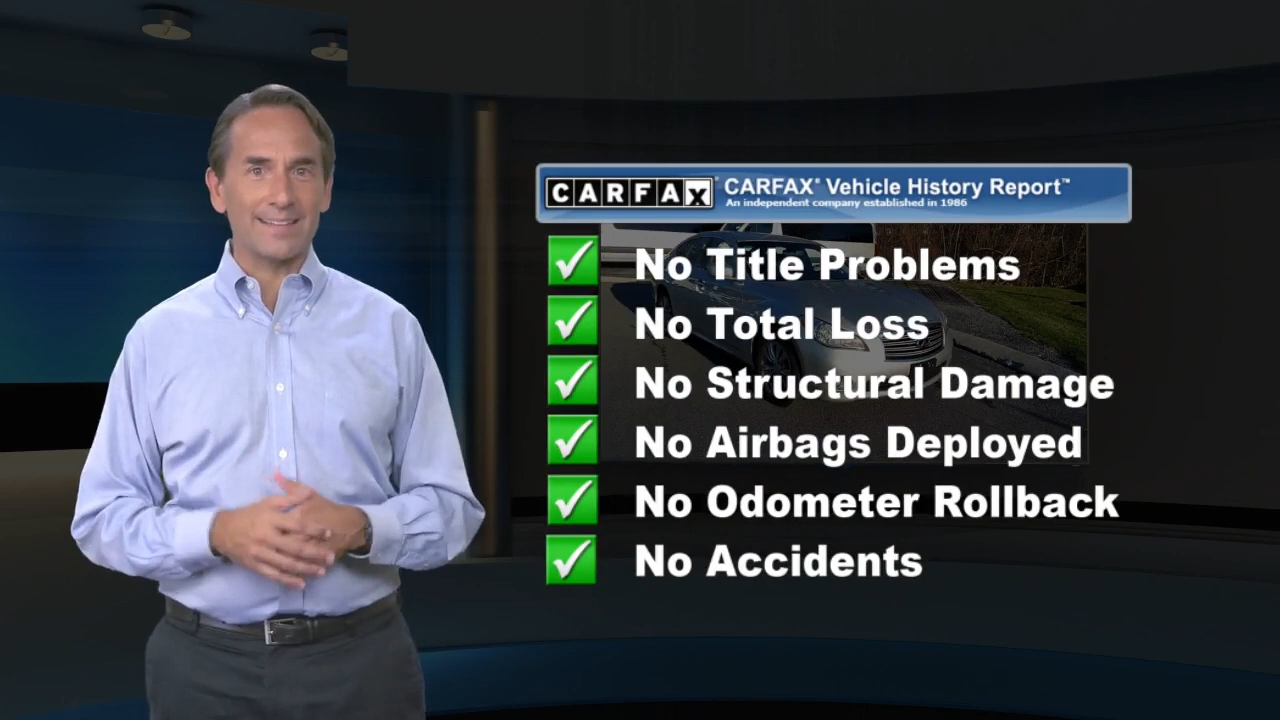 CARFAX
CARFAX® Vehicle History Report™
An independent company established in 1986
No Title Problems
No Total Loss
No Structural Damage
No Airbags Deployed
No Odometer Rollback
No Accidents